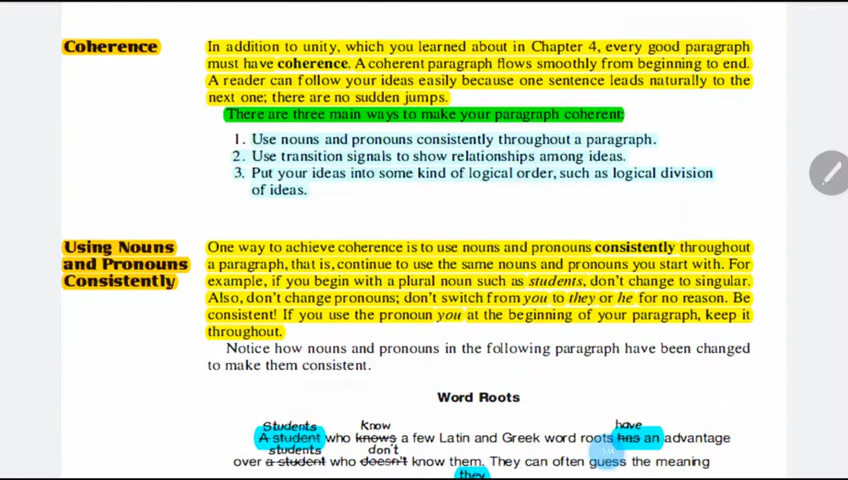 Coherence
In addition to unity, which you learned about in Chapter 4, every good paragraph
must have coherence. A coherent paragraph flows smoothly from beginning to end.
A reader can follow your ideas easily because one sentence leads naturally to the
next one; there are no sudden jumps.
There are three main ways to make your paragraph coherent:
1. Use nouns and pronouns consistently throughout a paragraph.
2. Use transition signals to show relationships among ideas.
3. Put your ideas into some kind of logical order, such as logical division
of ideas.
Using Nouns
and Pronouns
Consistently
One way to achieve coherence is to use nouns and pronouns consistently throughout
a paragraph, that is, continue to use the same nouns and pronouns you start with. For
example, if you begin with a plural noun such as students, don't change to singular.
Also, don't change pronouns; don't switch from you to they or he for no reason. Be
consistent! If you use the pronoun you at the beginning of your paragraph, keep it
throughout.
Notice how nouns and pronouns in the following paragraph have been changed
to make them consistent.
Word Roots
Students know have
A student who knows a few Latin and Greek word roots has an advantage
students don't
over a student who doesn't know them. They can often guess the meaning
they